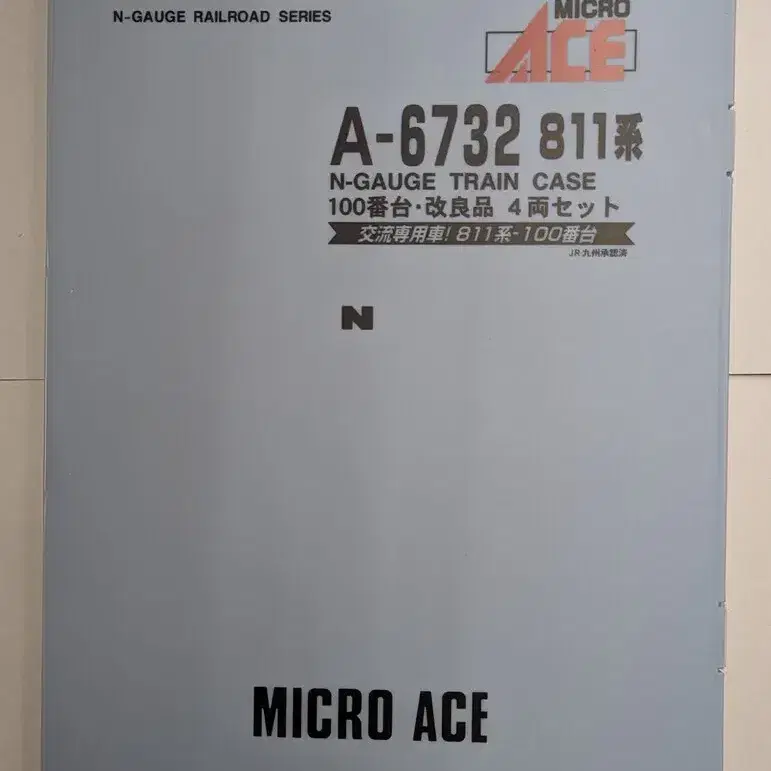 N-GAUGE RAILROAD SERIES
MICRO
ACE
A-6732 811系
N-GAUGE TRAIN CASE
100番台・改良品 4両セット
交流専用車！811系-100番台
JR九州承認済
N
MICRO ACE